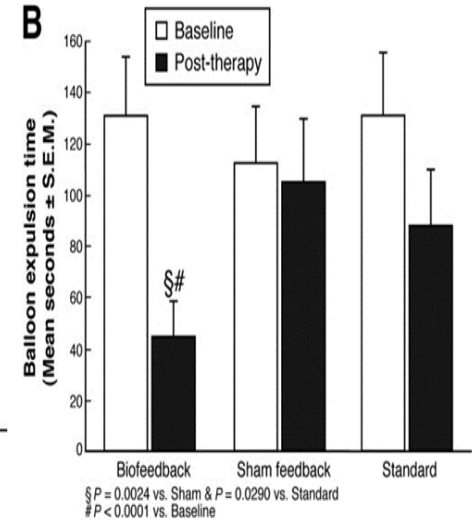 B
Baseline
Post-therapy
Balloon expulsion time
(Mean seconds ± S.E.M.)
160
140
120
100
80
60
40
20
0
§#
Biofeedback Sham feedback Standard
§ P = 0.0024 vs. Sham & P = 0.0290 vs. Standard
# P < 0.0001 vs. Baseline